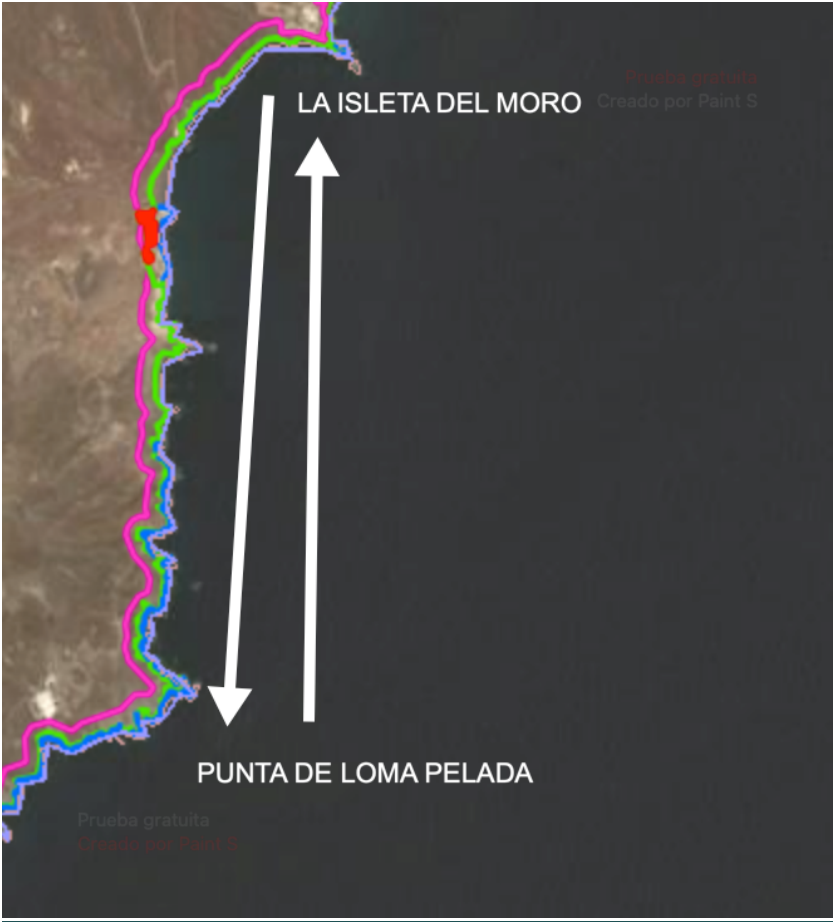 Prueba gratuita
LA ISLETA DEL MORO
Creado por Paint S
PUNTA DE LOMA PELADA
Prueba gratuita
Creado por Paint S